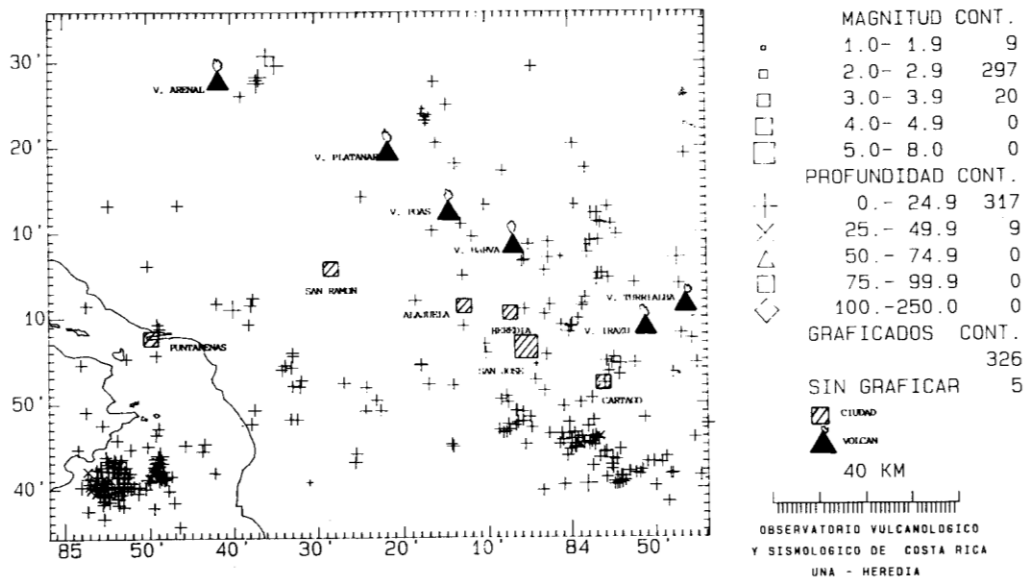 30'
20'
10'
10'
50'
40'
85
50'
40'
20'
10'
84
50'
V. ARENAL
V. PLATANAR
V. POAS
V. BARVA
SAN RAMON
V. TURRIALBA
ALAJUELA
HEREDIA
V. IRAZU
PUNTARENAS
SAN JOSE
CARTAGO
MAGNITUD CONT.
1.0- 1.9 9
2.0- 2.9 297
3.0- 3.9 20
4.0- 4.9 0
5.0- 8.0 0
PROFUNDIDAD CONT.
0.- 24.9 317
25.- 49.9 9
50.- 74.9 0
75.- 99.9 0
100.-250.0 0
GRAFICADOS CONT.
326
SIN GRAFICAR 5
CIUDAD
VOLCAN
40 KM
OBSERVATORIO VULCANOLOGICO
Y SISMOLOGICO DE COSTA RICA
UNA - HEREDIA